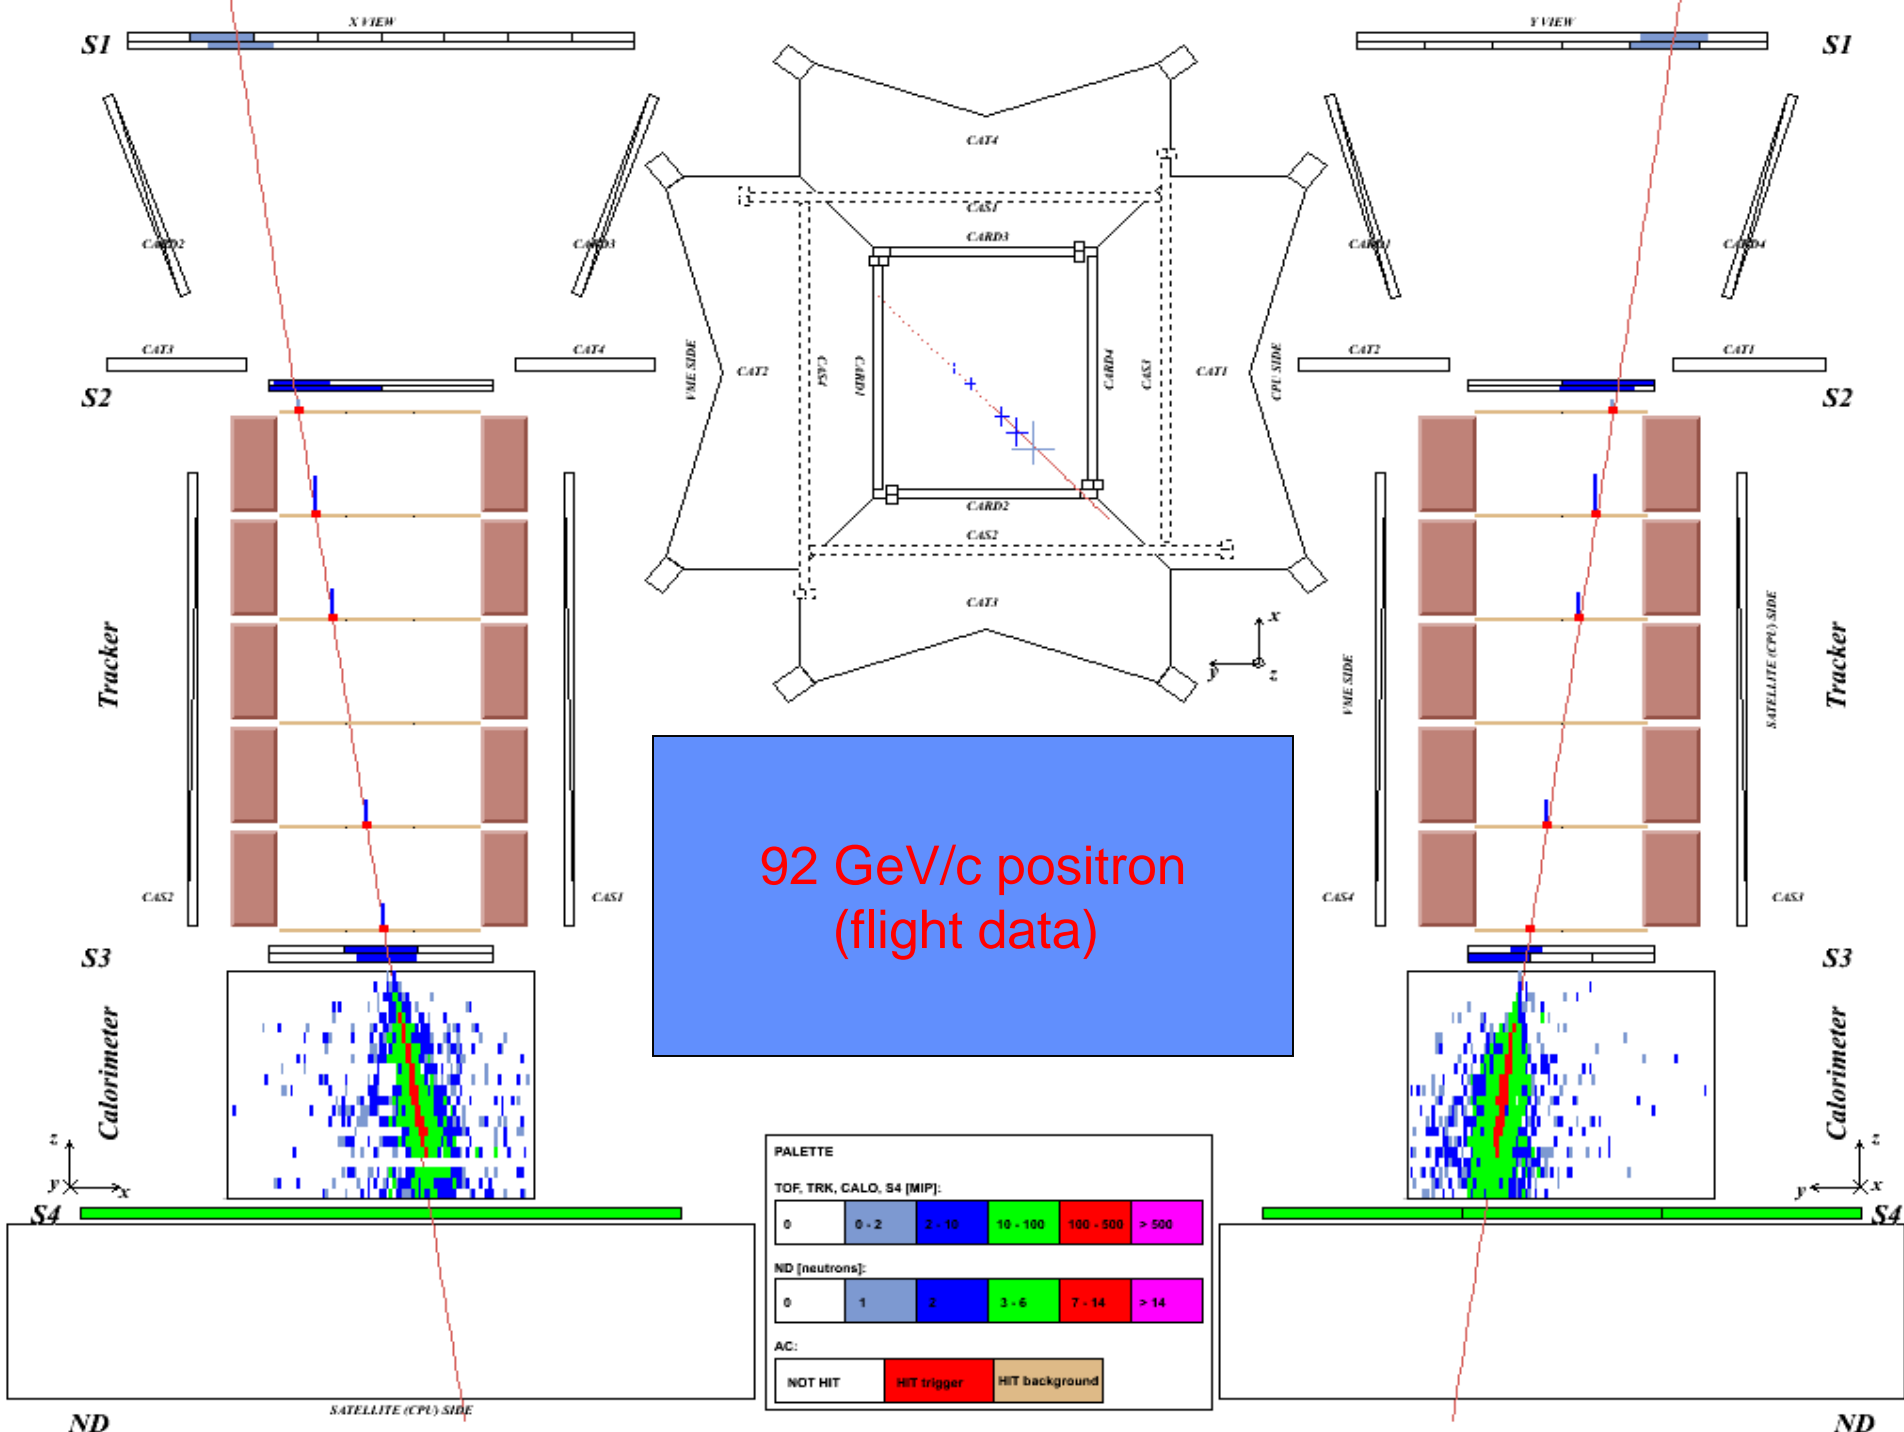 X VIEW
Y VIEW
S1
S1
CARD2
CARD3
CARD1
CARD4
CAT4
CAS1
CARD3
CAT3
CAT4
VME SIDE
CAT2
CAS4
CARD1
CARD4
CAS3
CAT1
CPU SIDE
CAT2
CAT1
S2
S2
CARD2
CAS2
CAT3
x
y
z
Tracker
VME SIDE
SATELLITE (CPU) SIDE
Tracker
92 GeV/c positron
(flight data)
CAS2
CAS1
CAS4
CAS3
S3
S3
Calorimeter
Calorimeter
z
y
x
z
y
x
PALETTE
TOF, TRK, CALO, S4 [MIP]:
0
0 - 2
2 - 10
10 - 100
100 - 500
> 500
S4
S4
ND [neutrons]:
0
1
2
3 - 6
7 - 14
> 14
AC:
NOT HIT
HIT trigger
HIT background
SATELLITE (CPU) SIDE
ND
ND